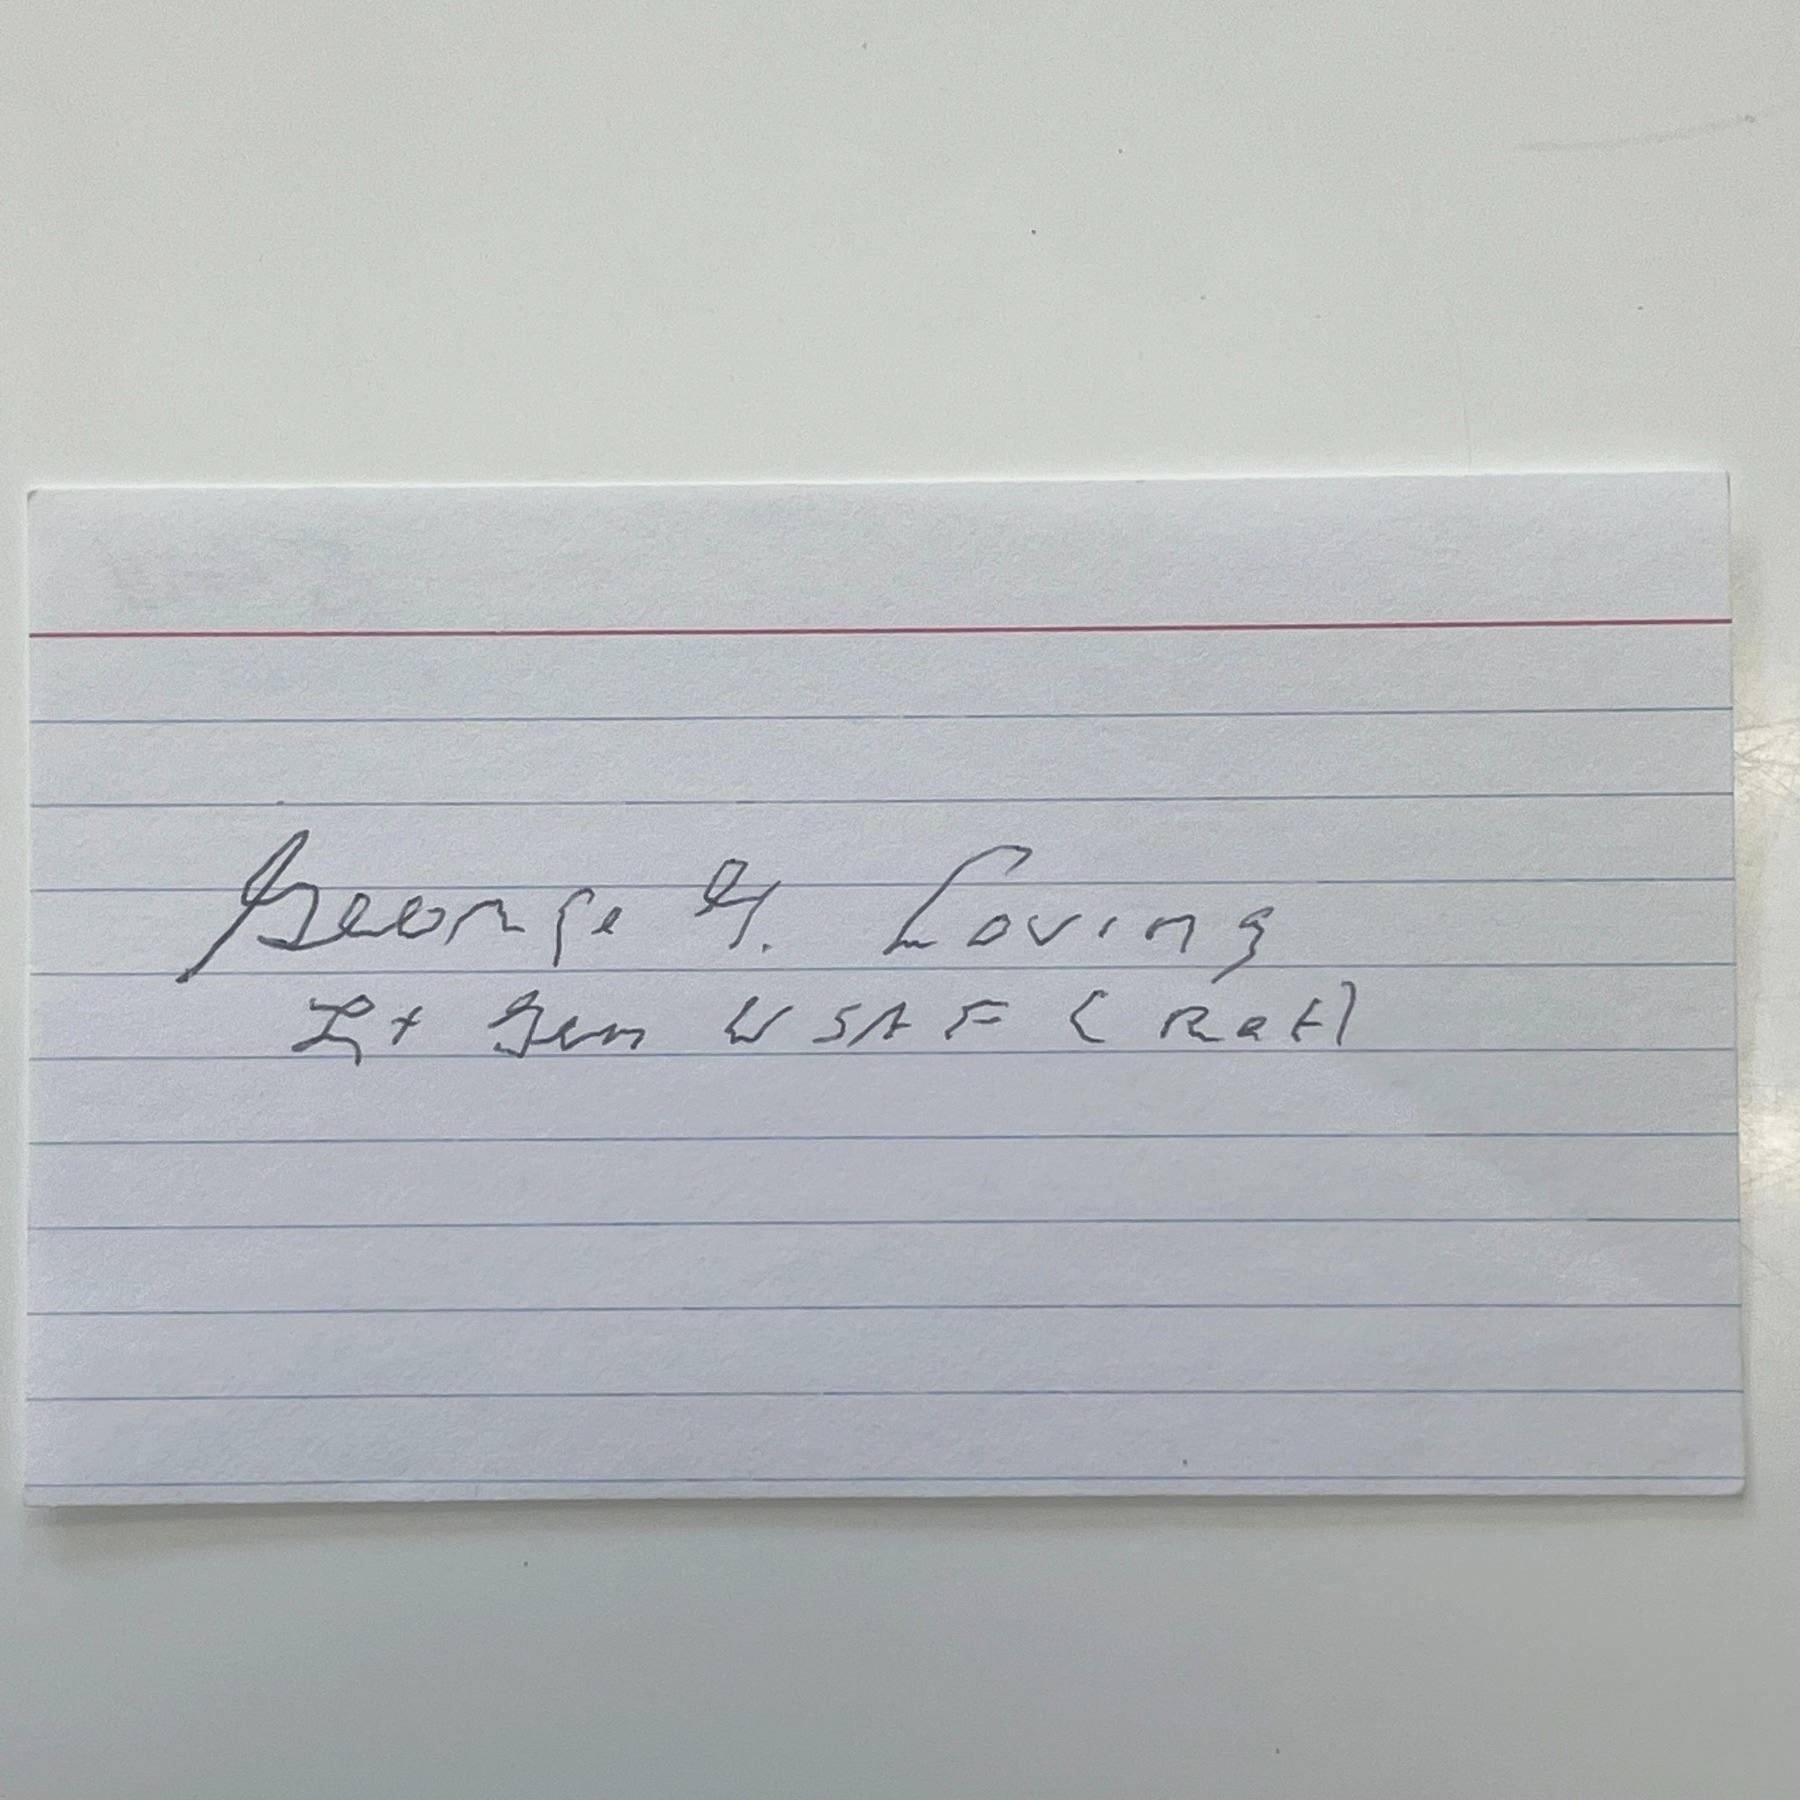 George G. Loving
Lt Gen USAF (Ret)